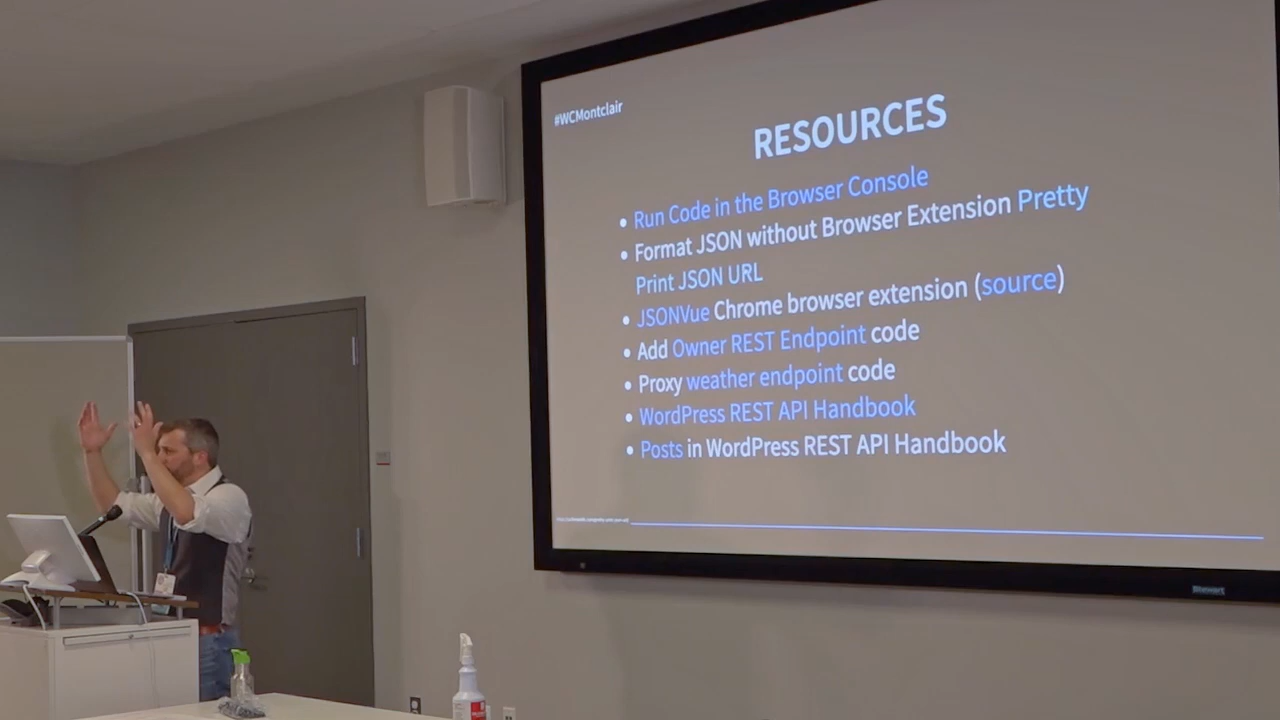 #WCMontclair
RESOURCES
• Run Code in the Browser Console
• Format JSON without Browser Extension Pretty
Print JSON URL
• JSONVue Chrome browser extension (source)
• Add Owner REST Endpoint code
• Proxy weather endpoint code
• WordPress REST API Handbook
• Posts in WordPress REST API Handbook
Stewart